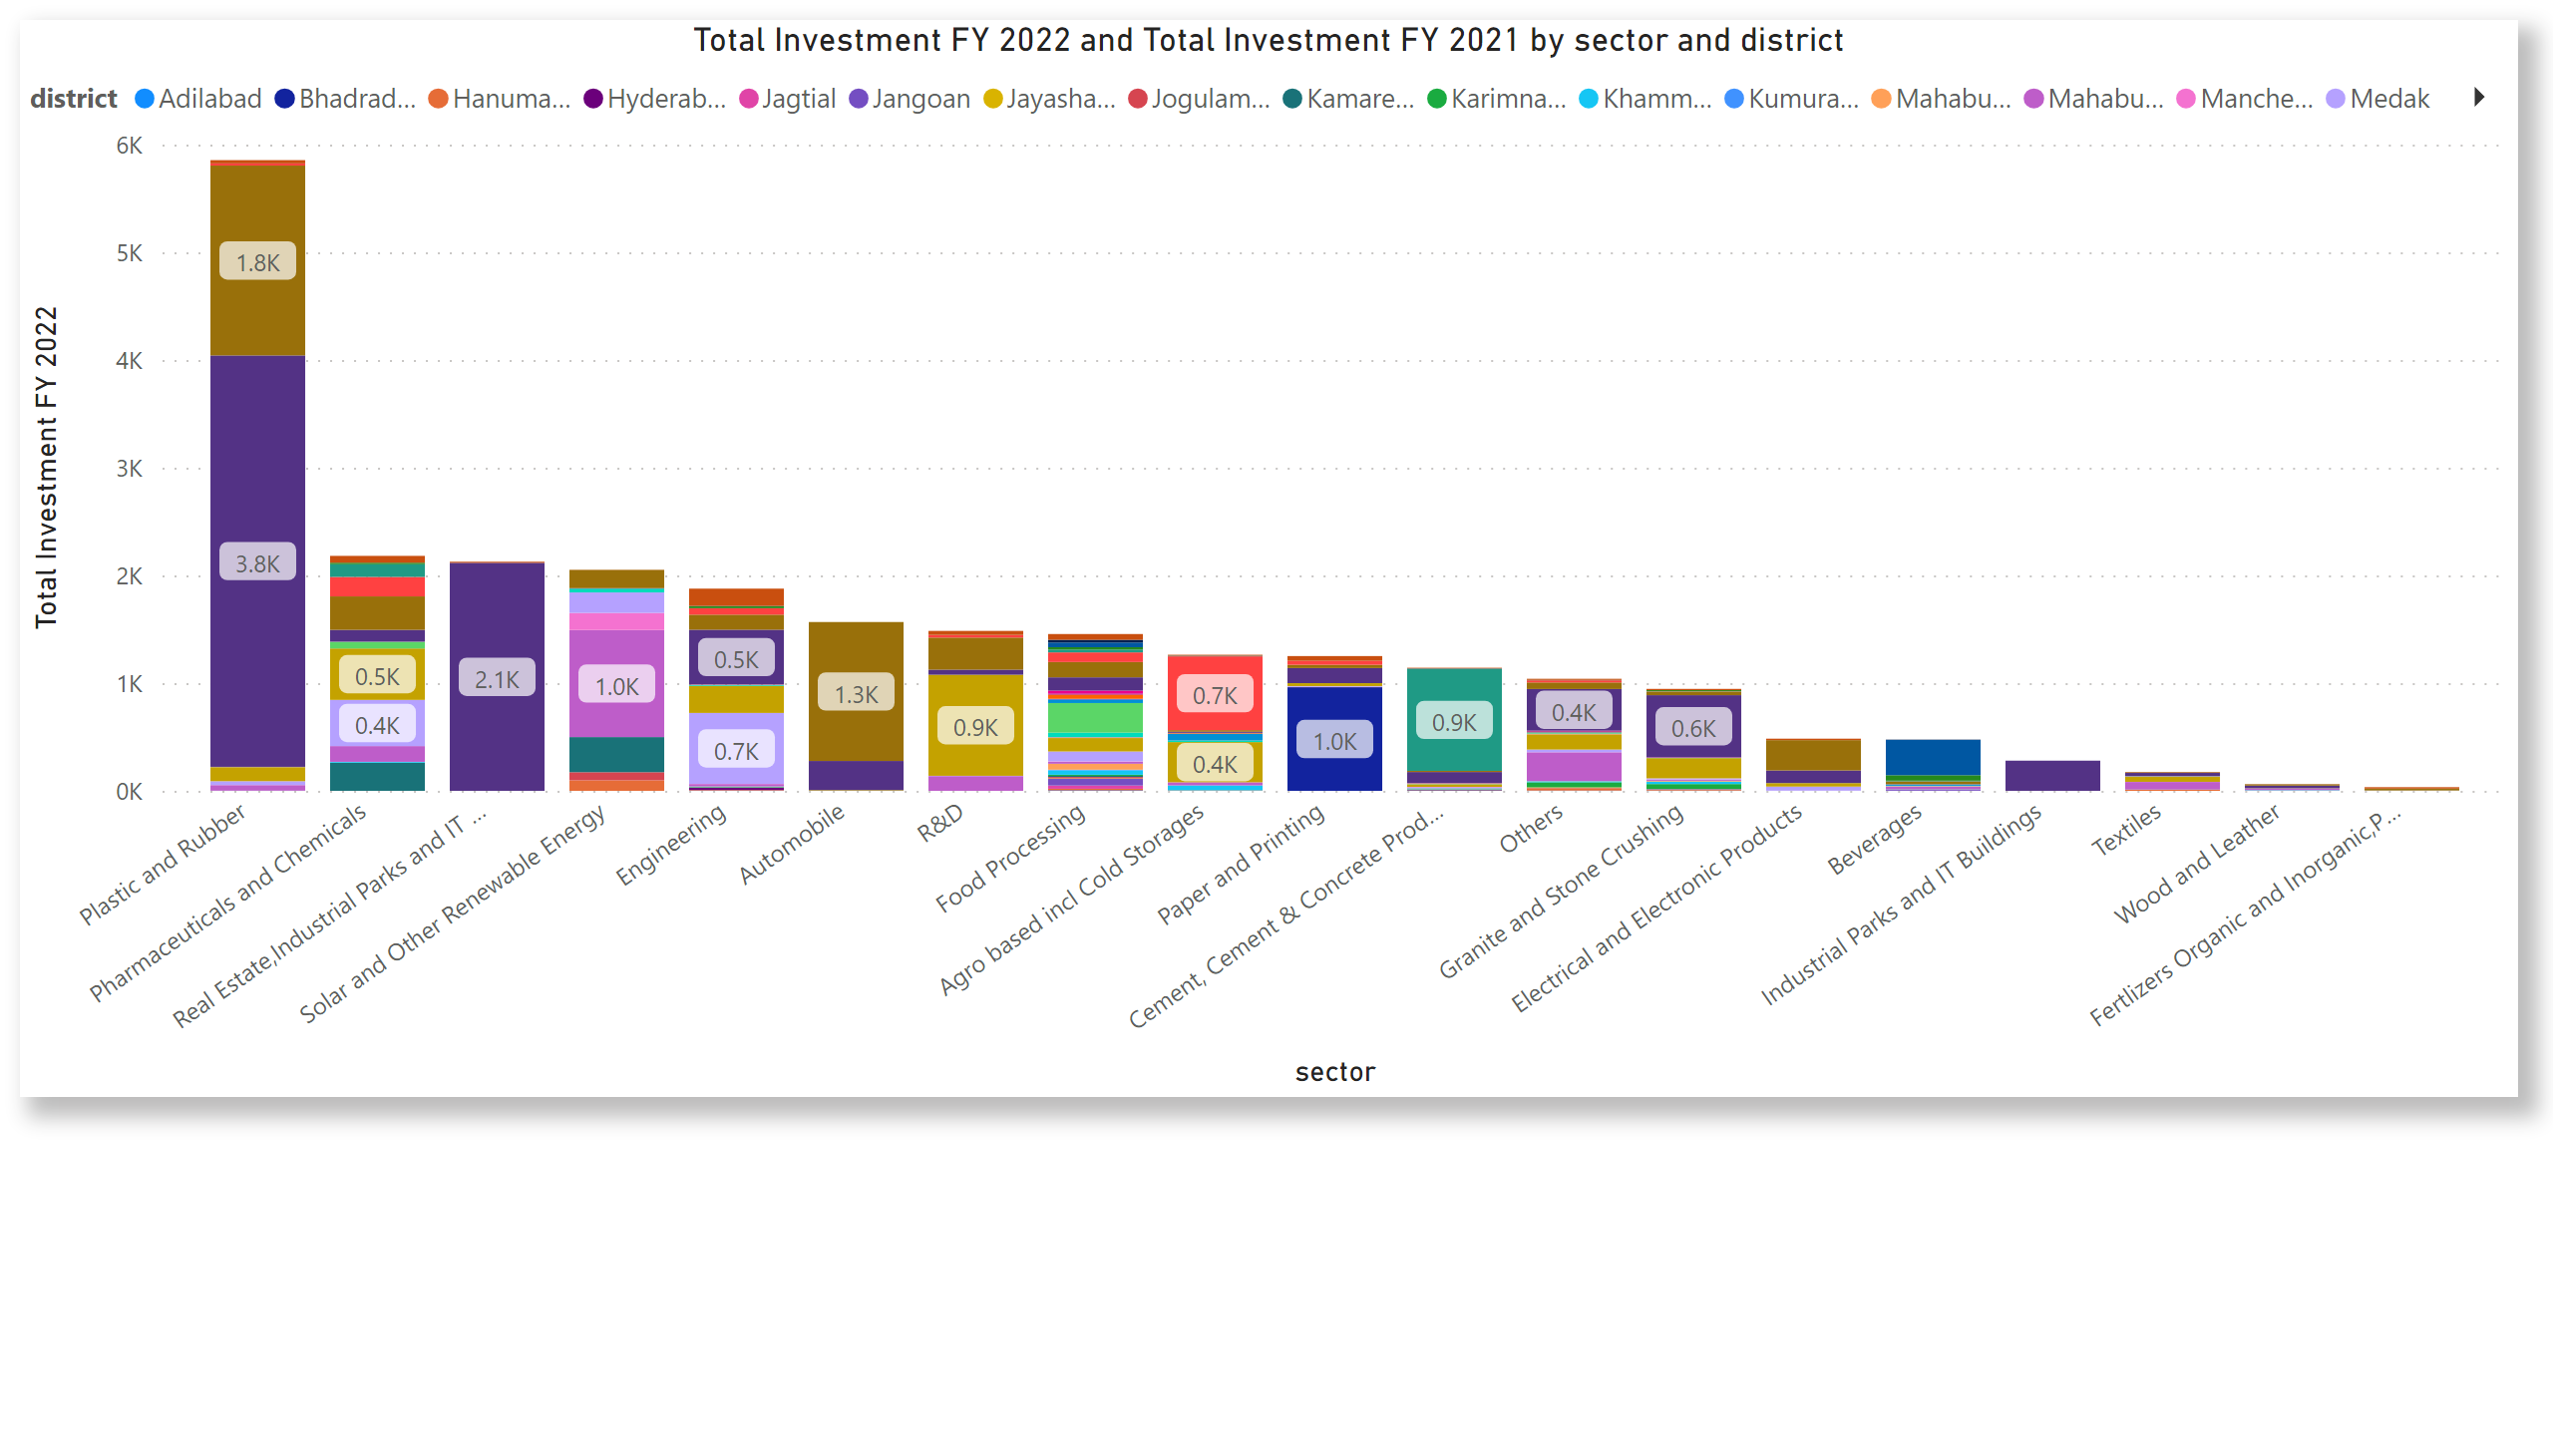 Total Investment FY 2022 and Total Investment FY 2021 by sector and district
district Adilabad Bhadrad... Hanuma... Hyderab... Jagtial Jangoan Jayasha... Jogulam... Kamare... Karimna... Khamm... Kumura... Mahabu... Mahabu... Manche... Medak
Total Investment FY 2022
6K
5K
4K
3K
2K
1K
0K
1.8K
3.8K
0.5K
0.4K
2.1K
1.0K
0.5K
0.7K
1.3K
0.9K
0.7K
0.4K
1.0K
0.9K
0.4K
0.6K
Plastic and Rubber
Pharmaceuticals and Chemicals
Real Estate,Industrial Parks and IT ...
Solar and Other Renewable Energy
Engineering
Automobile
R&D
Food Processing
Agro based incl Cold Storages
Paper and Printing
Cement, Cement & Concrete Prod...
Others
Granite and Stone Crushing
Electrical and Electronic Products
Beverages
Industrial Parks and IT Buildings
Textiles
Wood and Leather
Fertlizers Organic and Inorganic,P...
sector